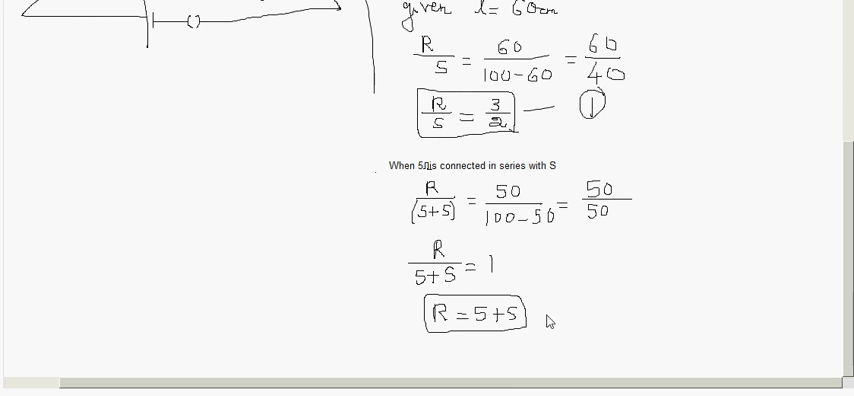 given l = 60cm
R/S = 60/(100-60) = 60/40
R/S = 3/2 — ①
When 5Ω is connected in series with S
R/(5+S) = 50/(100-50) = 50/50
R/(5+S) = 1
R = 5+S